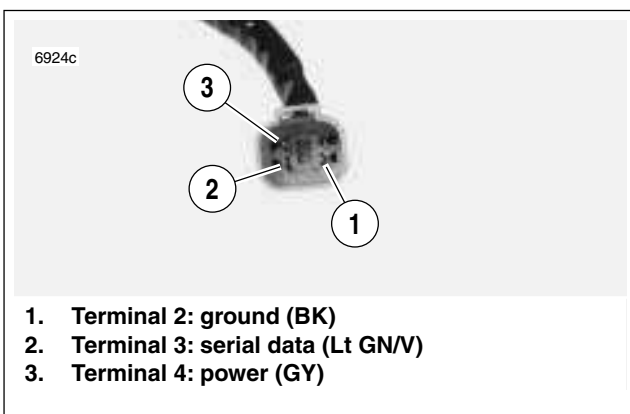 6924c
3
2
1
1. Terminal 2: ground (BK)
2. Terminal 3: serial data (Lt GN/V)
3. Terminal 4: power (GY)